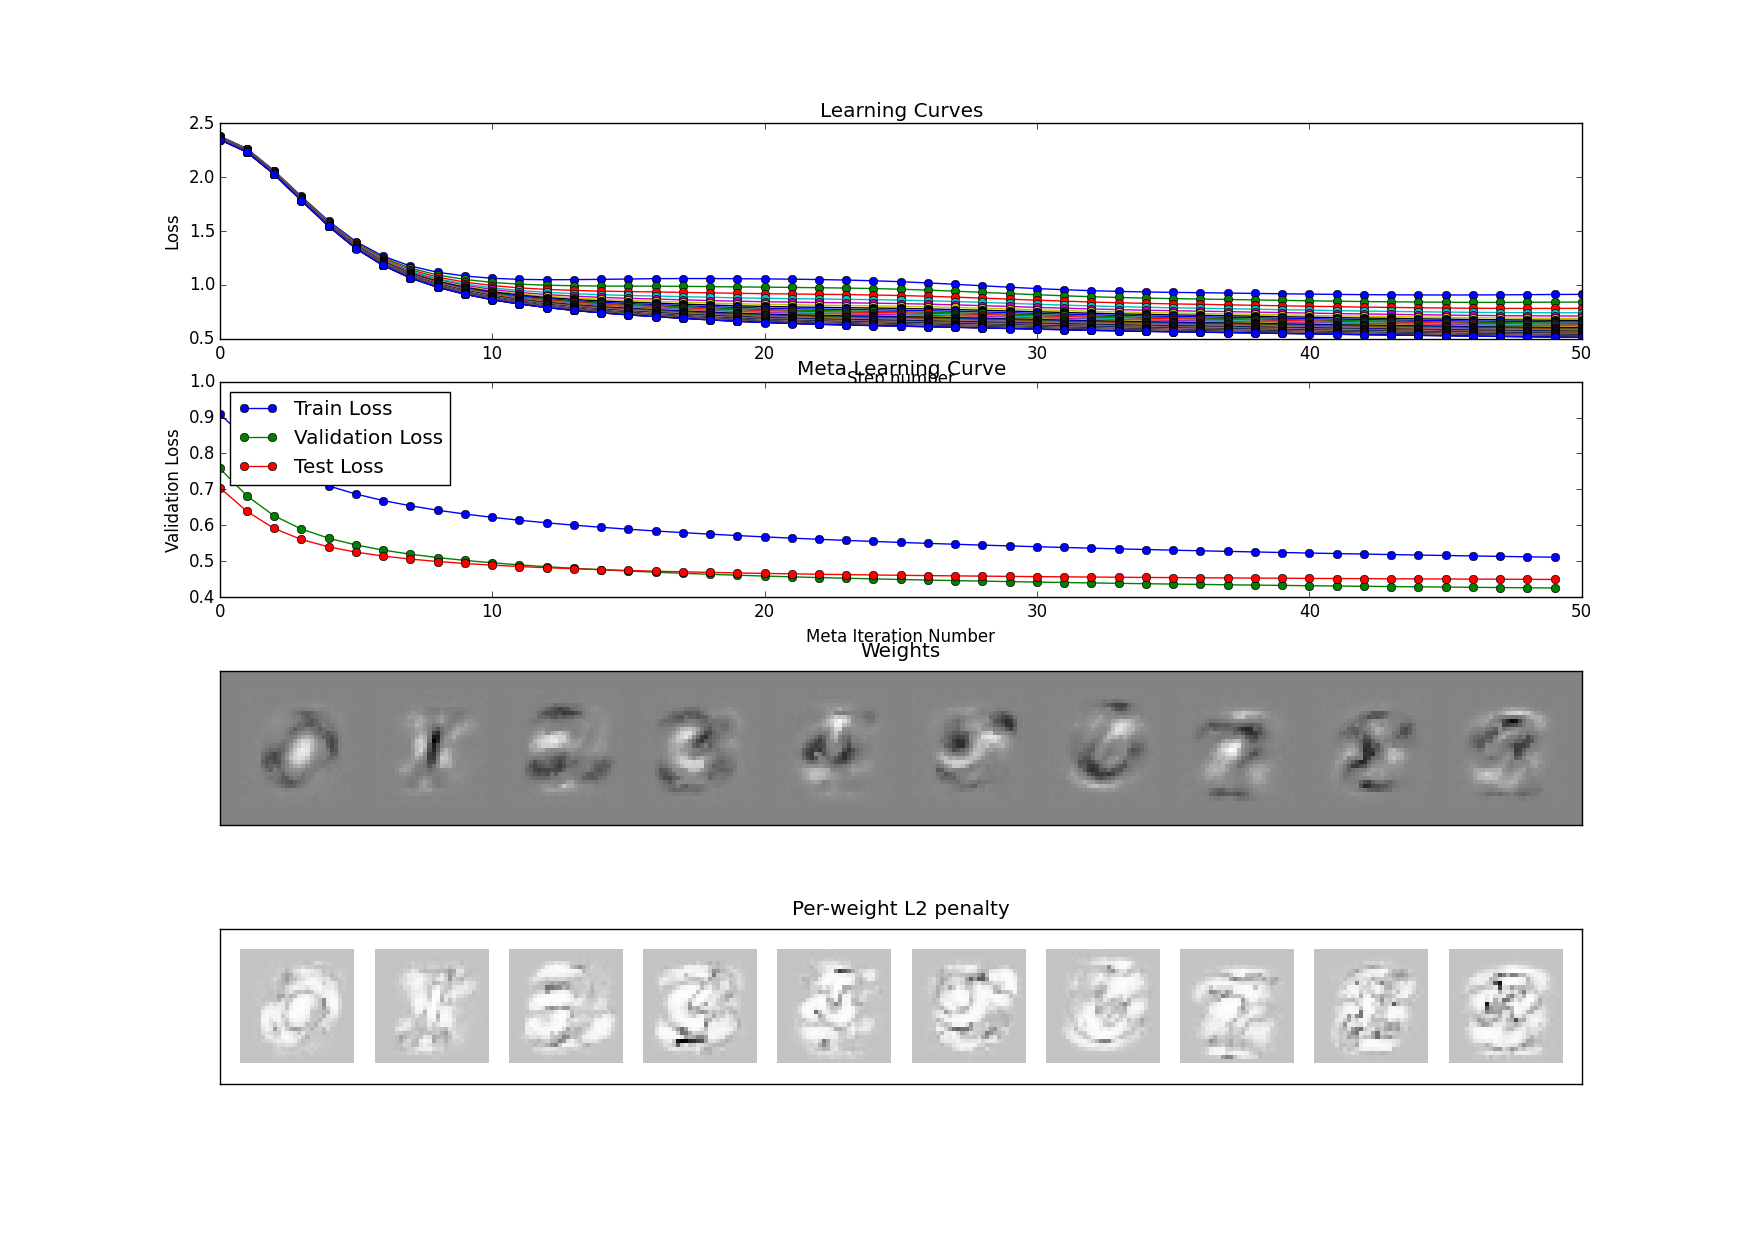 Learning Curves
2.5
2.0
1.5
1.0
0.5
Loss
0 10 20 30 40 50
Step number
Meta Learning Curve
1.0
0.9
0.8
0.7
0.6
0.5
0.4
Validation Loss
Train Loss
Validation Loss
Test Loss
0 10 20 30 40 50
Meta Iteration Number
Weights
Per-weight L2 penalty